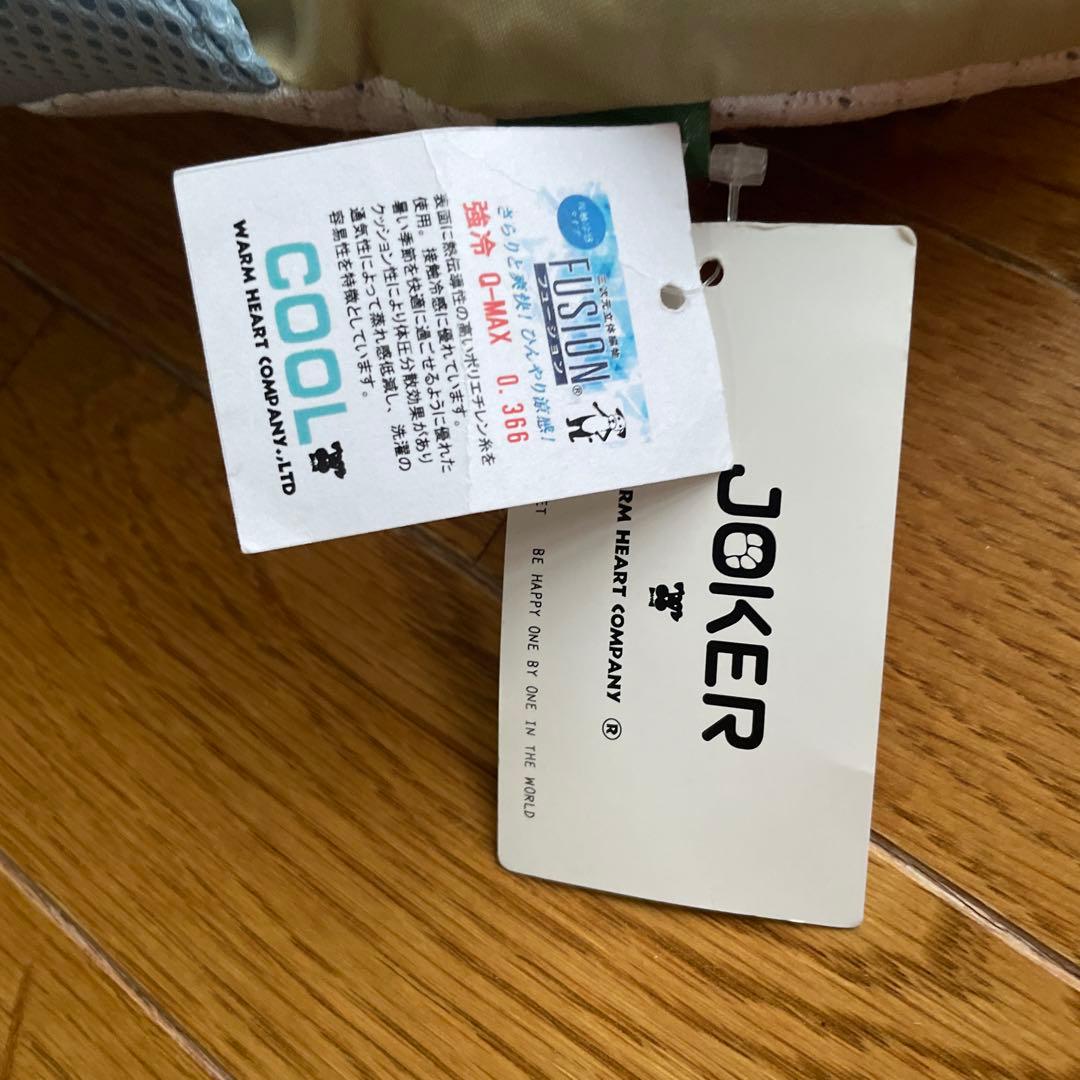 三次元立体編物
FUSION®
フュージョン
さらりと爽快！ひんやり涼感！
強冷 Q-MAX 0.366
表面に熱伝導性の高いポリエチレン糸を
使用。接触冷感に優れています。
暑い季節を快適に過ごせるように優れた
クッション性により体圧分散効果があり
通気性によって蒸れ感低減し、洗濯の
容易性を特徴としています。
COOL
WARM HEART COMPANY.,LTD
JOKER
RM HEART COMPANY ®
ET BE HAPPY ONE BY ONE IN THE WORLD